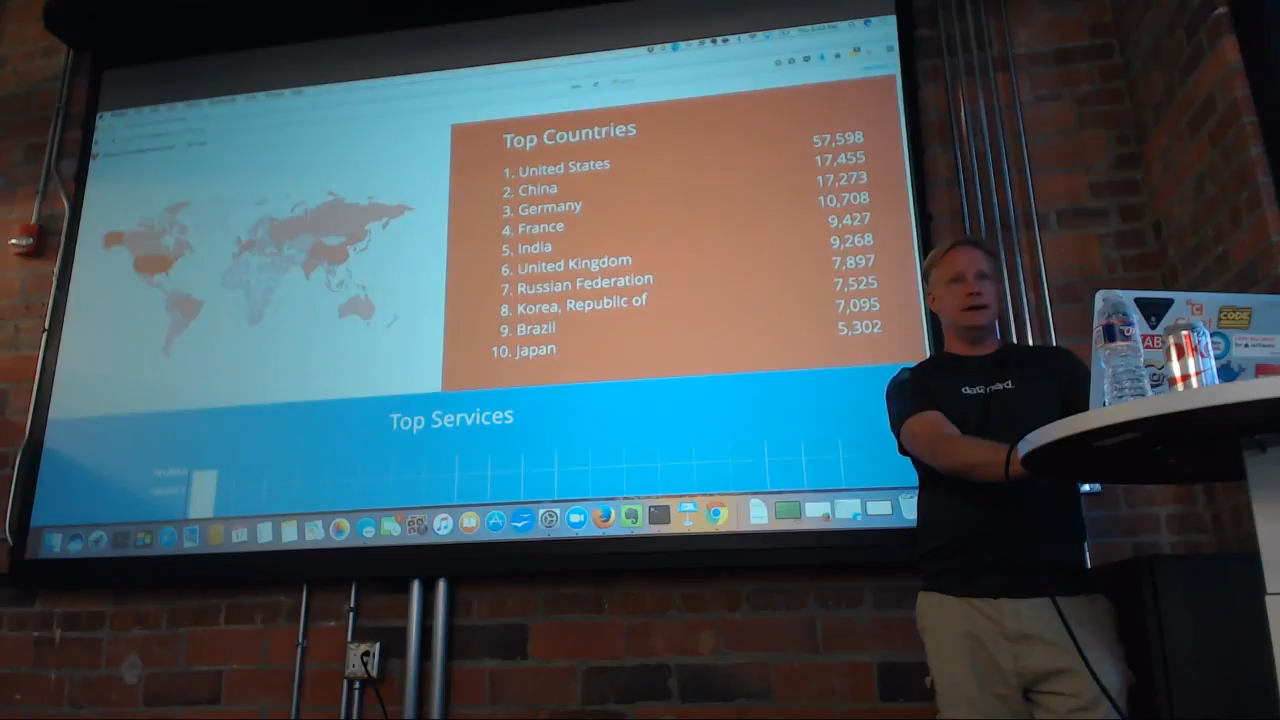 Top Countries
1. United States 57,598
2. China 17,455
3. Germany 17,273
4. France 10,708
5. India 9,427
6. United Kingdom 9,268
7. Russian Federation 7,897
8. Korea, Republic of 7,525
9. Brazil 7,095
10. Japan 5,302
Top Services
data nerd.
CODE